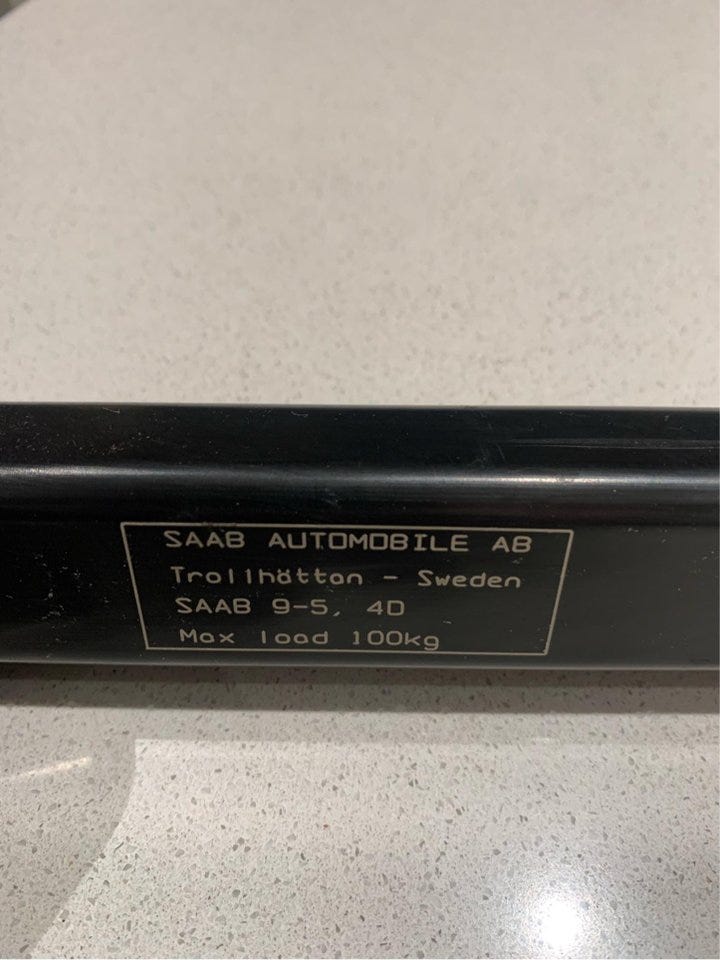 SAAB AUTOMOBILE AB
Trollhättan - Sweden
SAAB 9-5, 4D
Max load 100kg